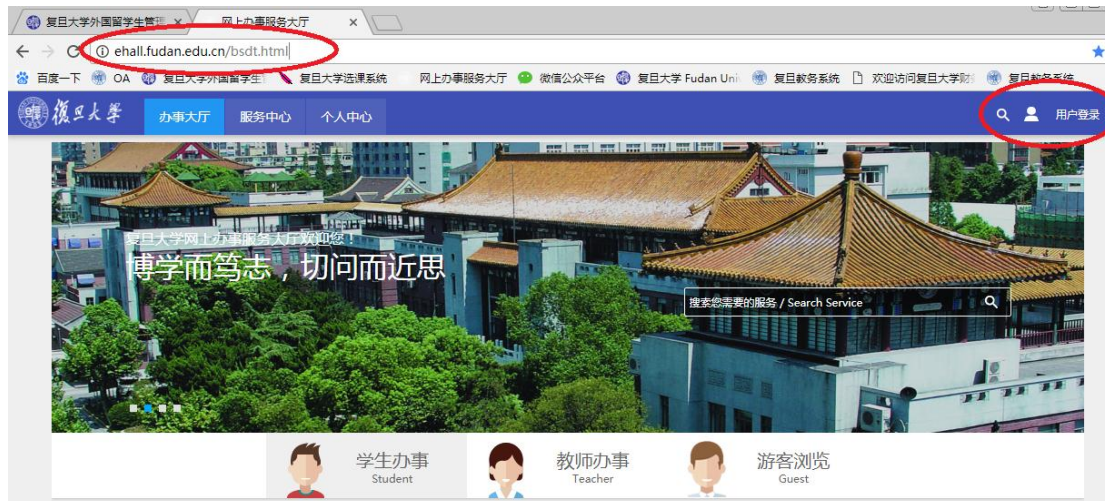 复旦大学外国留学生管理 ×
网上办事服务大厅 ×
ehall.fudan.edu.cn/bsdt.html
百度一下 OA 复旦大学外国留学生 复旦大学选课系统 网上办事服务大厅 微信公众平台 复旦大学 Fudan Uni 复旦教务系统 欢迎访问复旦大学财 复旦教务系统
復旦大學 办事大厅 服务中心 个人中心 用户登录
复旦大学网上办事服务大厅欢迎您！
博学而笃志，切问而近思
搜索您需要的服务 / Search Service
学生办事 教师办事 游客浏览
Student Teacher Guest